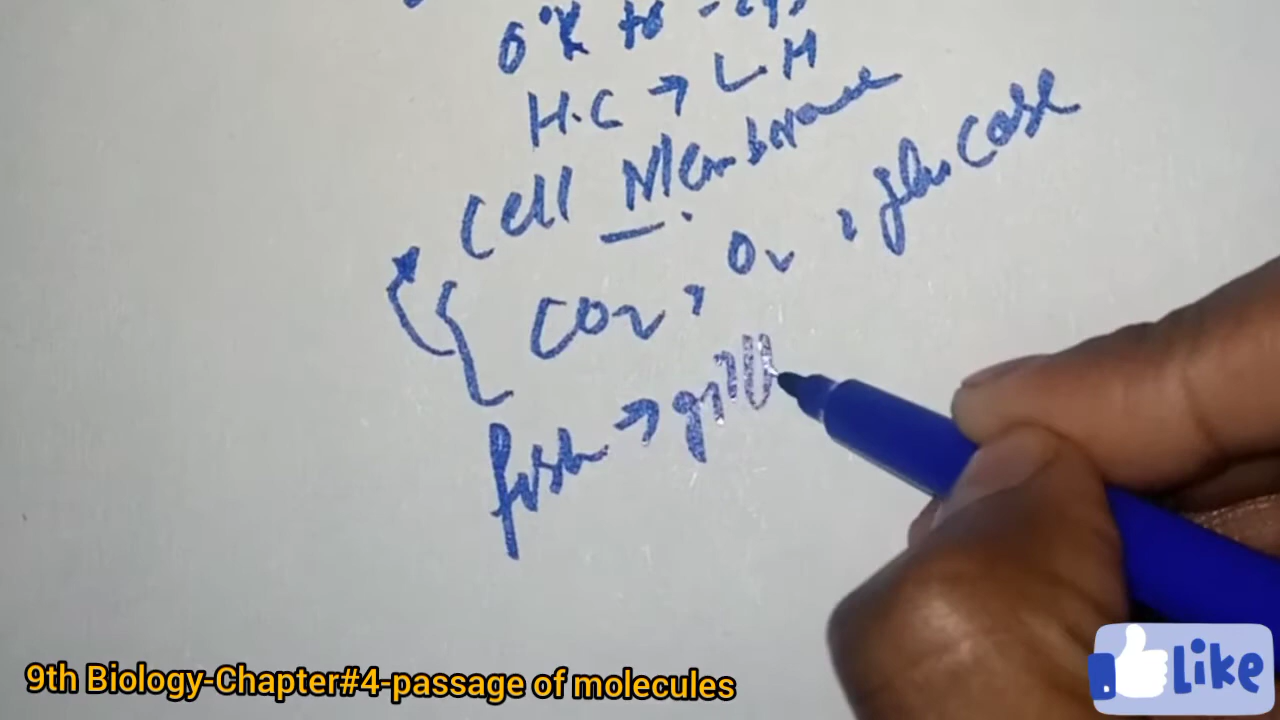 H.C → L.H
Cell Membrane
CO2, O2, glucose
fish → gill
9th Biology-Chapter#4-passage of molecules
Like